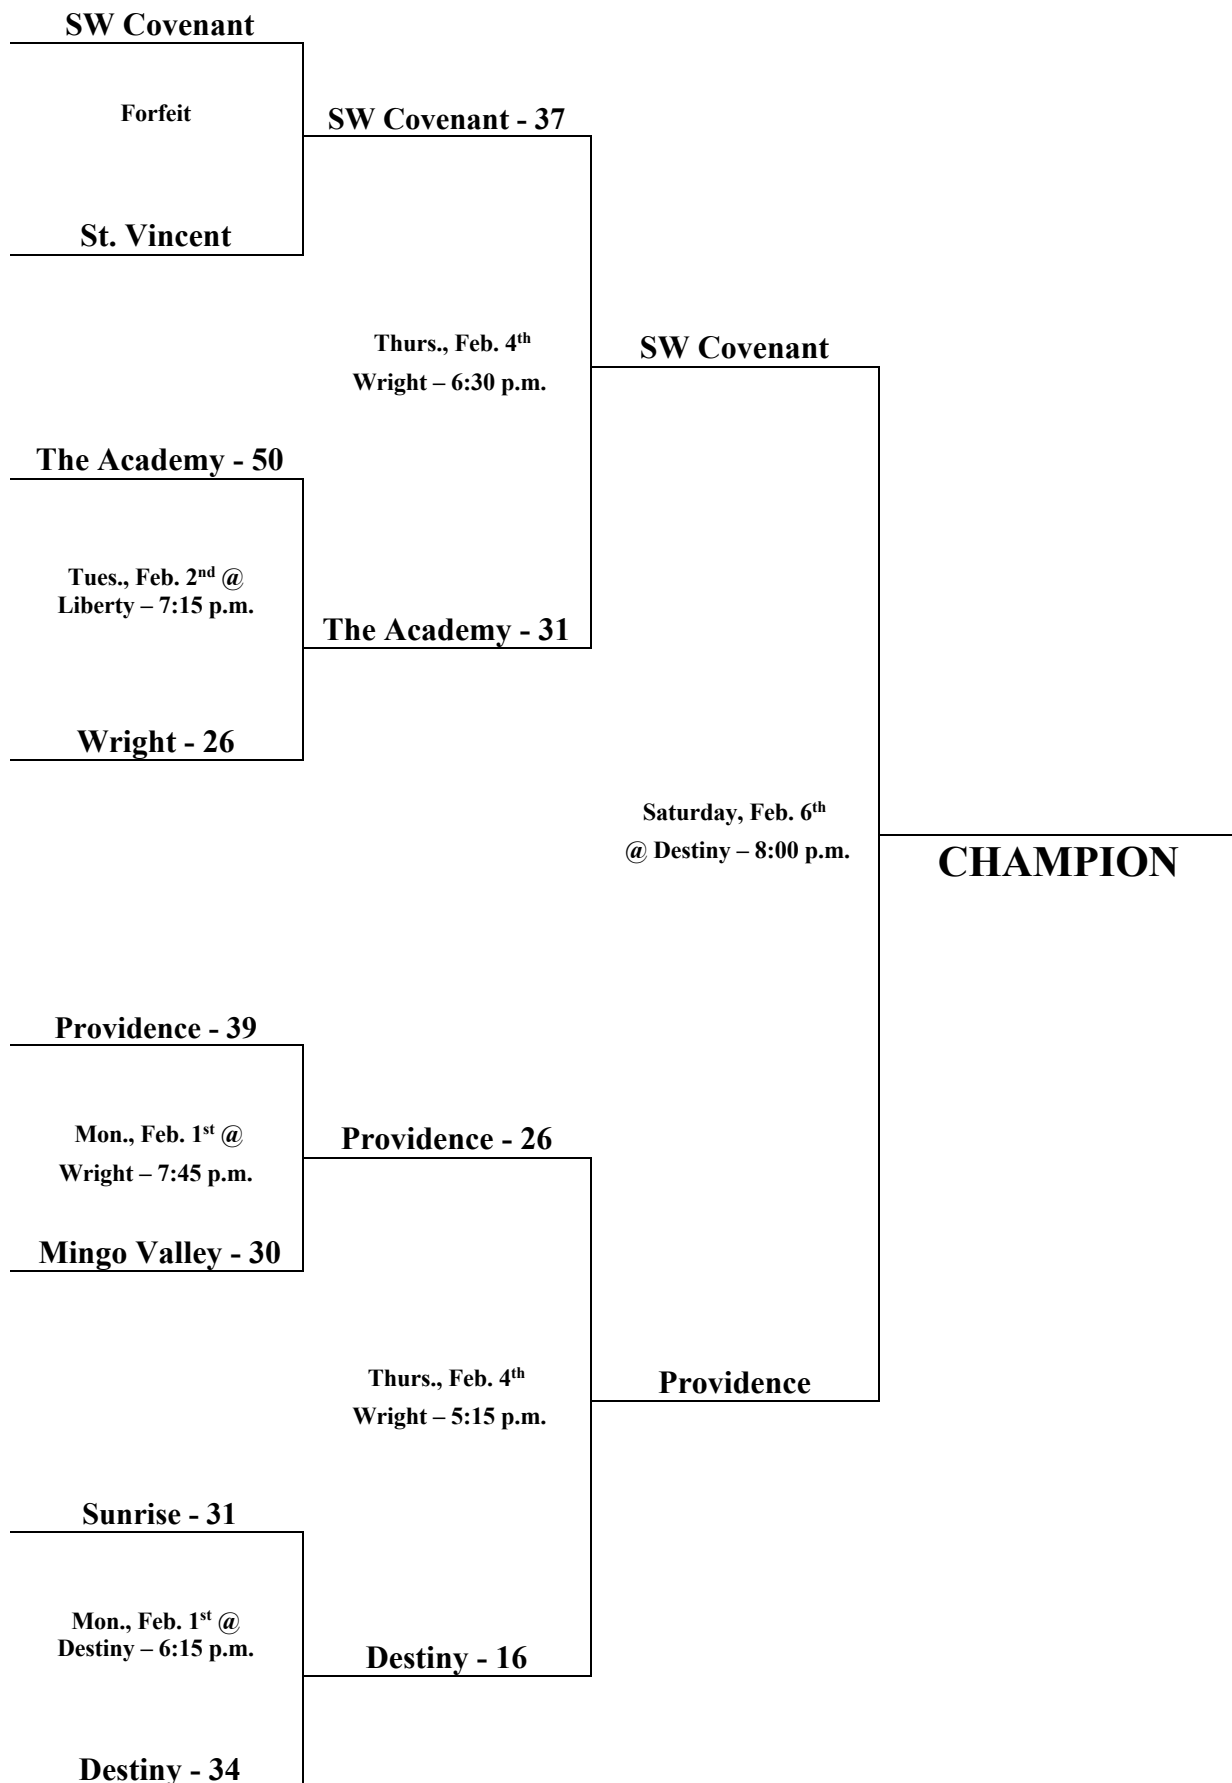 SW Covenant
Forfeit
SW Covenant - 37
St. Vincent
Thurs., Feb. 4th
Wright – 6:30 p.m.
SW Covenant
The Academy - 50
Tues., Feb. 2nd @
Liberty – 7:15 p.m.
The Academy - 31
Wright - 26
Saturday, Feb. 6th
@ Destiny – 8:00 p.m.
CHAMPION
Providence - 39
Mon., Feb. 1st @
Wright – 7:45 p.m.
Providence - 26
Mingo Valley - 30
Thurs., Feb. 4th
Wright – 5:15 p.m.
Providence
Sunrise - 31
Mon., Feb. 1st @
Destiny – 6:15 p.m.
Destiny - 16
Destiny - 34